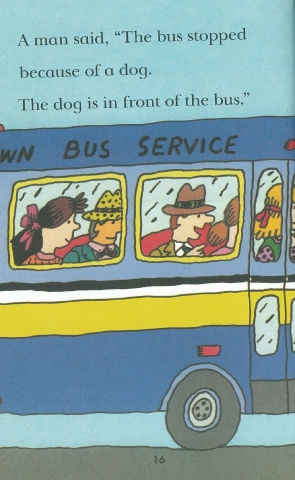 A man said, “The bus stopped
because of a dog.
The dog is in front of the bus.”
WN BUS SERVICE
16